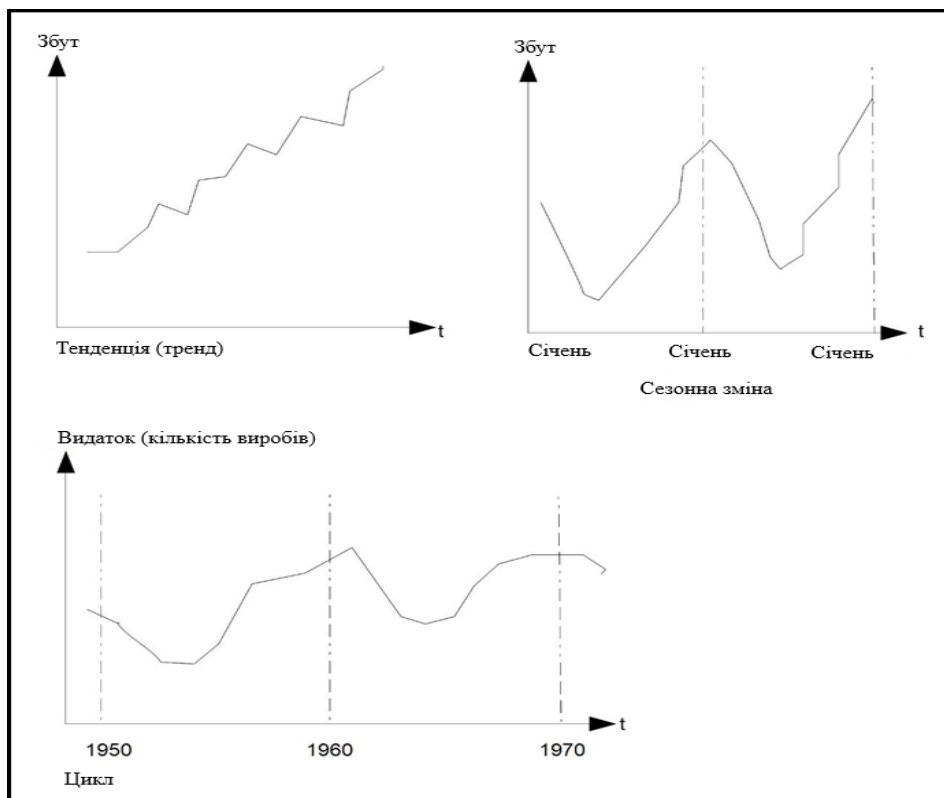 Збут
t
Тенденція (тренд)
Збут
t
Січень Січень Січень
Сезонна зміна
Видаток (кількість виробів)
t
1950 1960 1970
Цикл